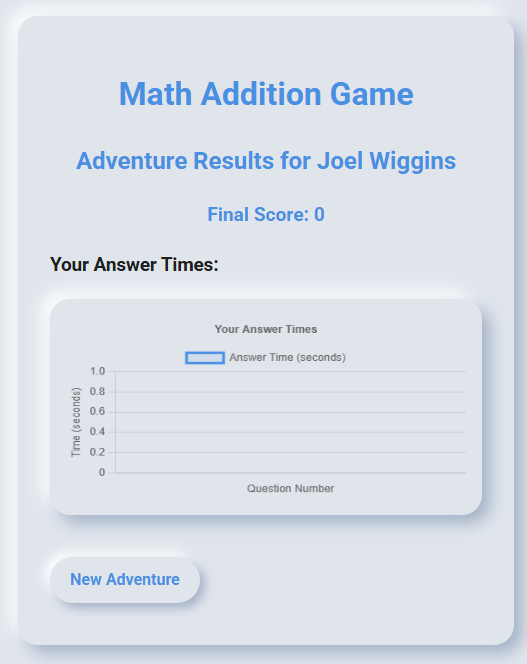 Math Addition Game
Adventure Results for Joel Wiggins
Final Score: 0
Your Answer Times:
Your Answer Times
Answer Time (seconds)
Time (seconds)
1.0
0.8
0.6
0.4
0.2
0
Question Number
New Adventure